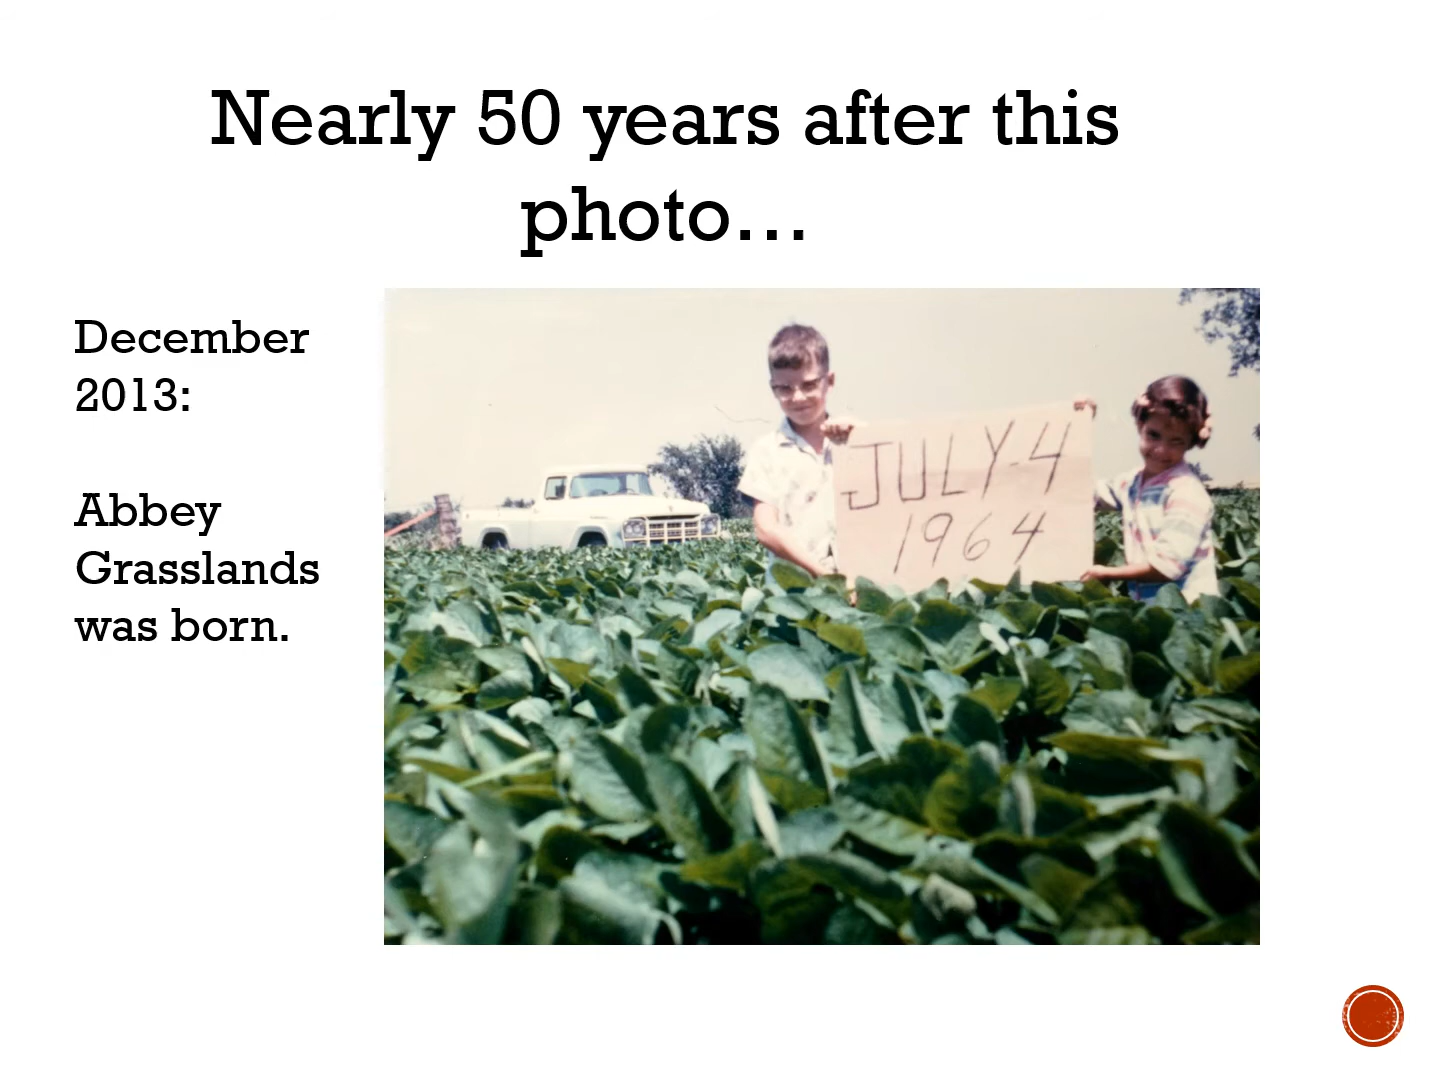 Nearly 50 years after this
photo…
December
2013:
Abbey
Grasslands
was born.
JULY-4
1964